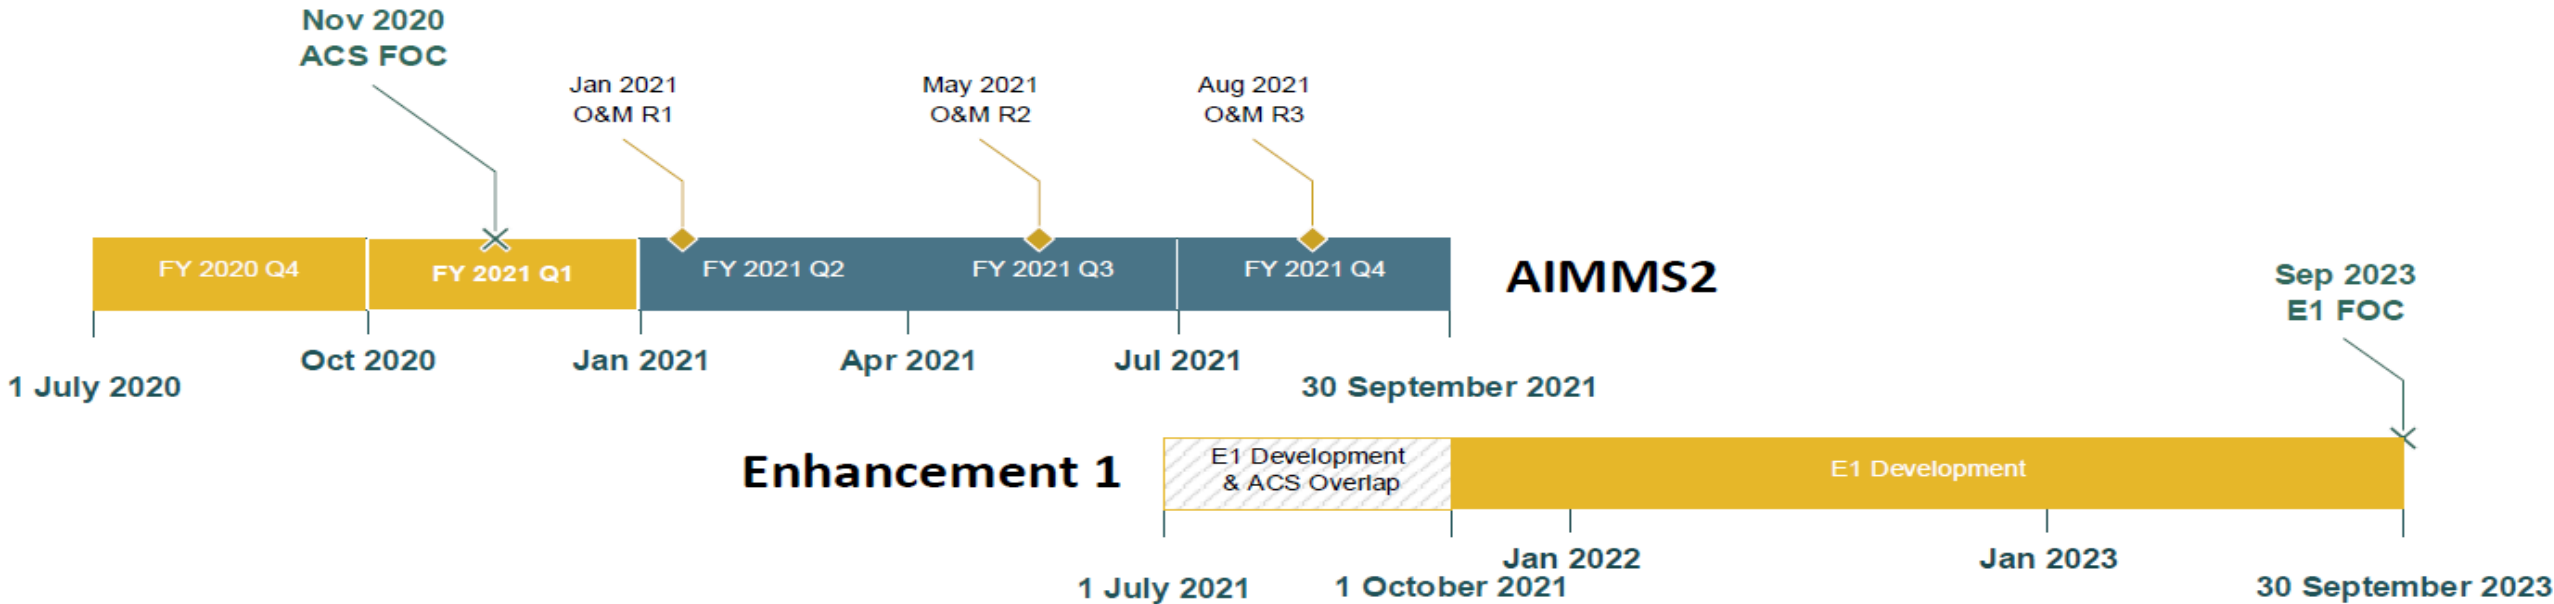 Nov 2020
ACS FOC
Jan 2021
O&M R1
May 2021
O&M R2
Aug 2021
O&M R3
FY 2020 Q4
FY 2021 Q1
FY 2021 Q2
FY 2021 Q3
FY 2021 Q4
AIMMS2
Sep 2023
E1 FOC
1 July 2020
Oct 2020
Jan 2021
Apr 2021
Jul 2021
30 September 2021
Enhancement 1
E1 Development
& ACS Overlap
E1 Development
1 July 2021
1 October 2021
Jan 2022
Jan 2023
30 September 2023